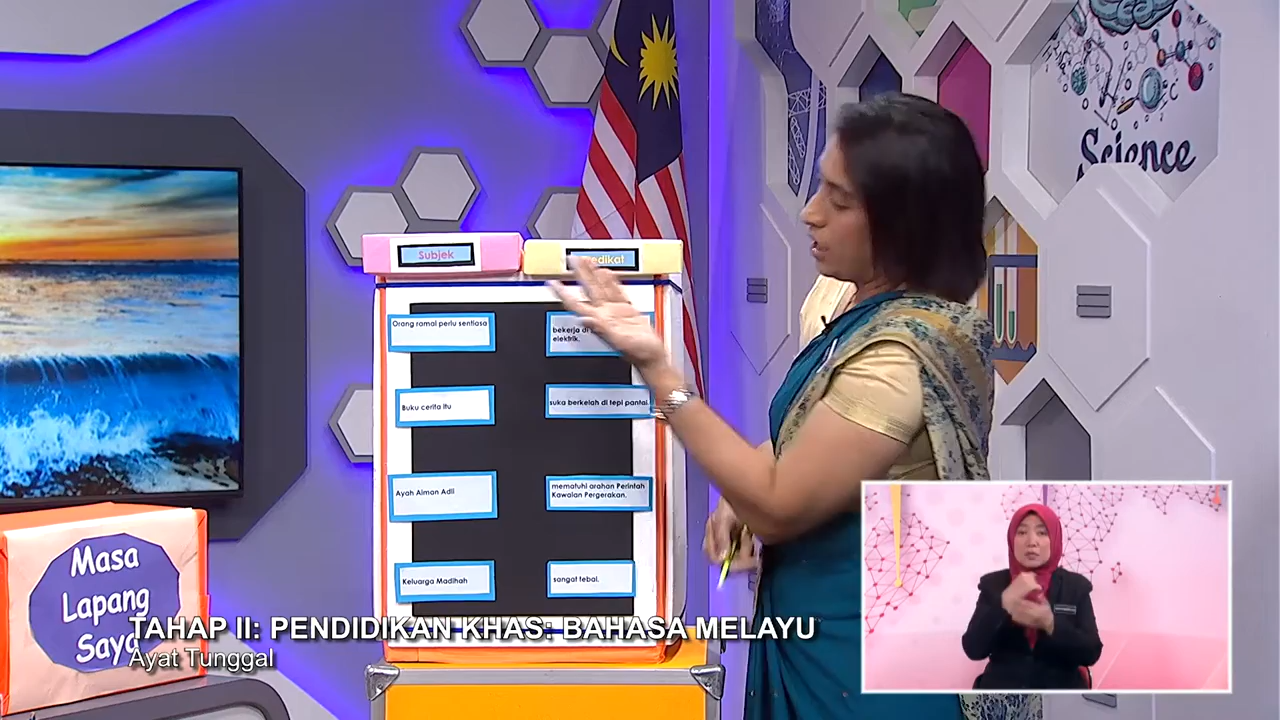 Science
Subjek
edikat
Orang ramai perlu sentiasa
bekerja di
elektrik.
Buku cerita itu
suka berkelah di tepi pantai.
Ayah Aiman Adli
mematuhi arahan Perintah
Kawalan Pergerakan.
Keluarga Madihah
sangat tebal.
Masa
Lapang
Saya
TAHAP II: PENDIDIKAN KHAS: BAHASA MELAYU
Ayat Tunggal